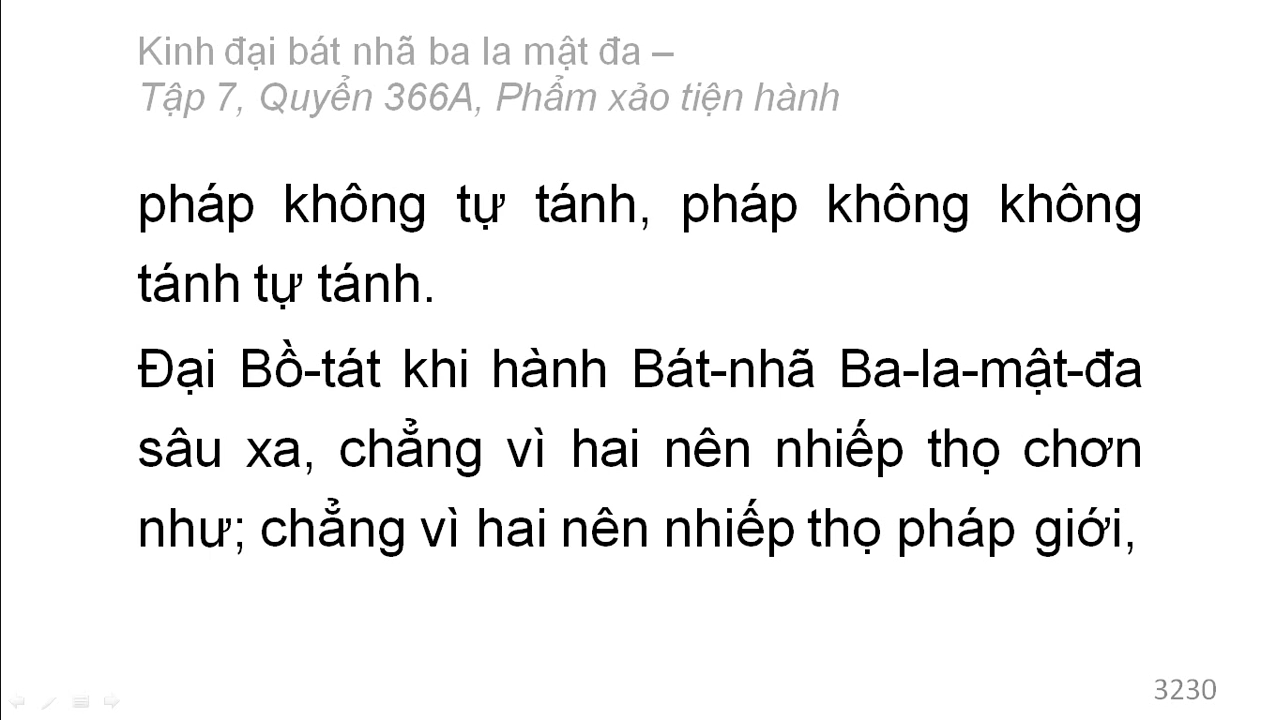 Kinh đại bát nhã ba la mật đa –
Tập 7, Quyển 366A, Phẩm xảo tiện hành
pháp không tự tánh, pháp không không
tánh tự tánh.
Đại Bồ-tát khi hành Bát-nhã Ba-la-mật-đa
sâu xa, chẳng vì hai nên nhiếp thọ chơn
như; chẳng vì hai nên nhiếp thọ pháp giới,
3230